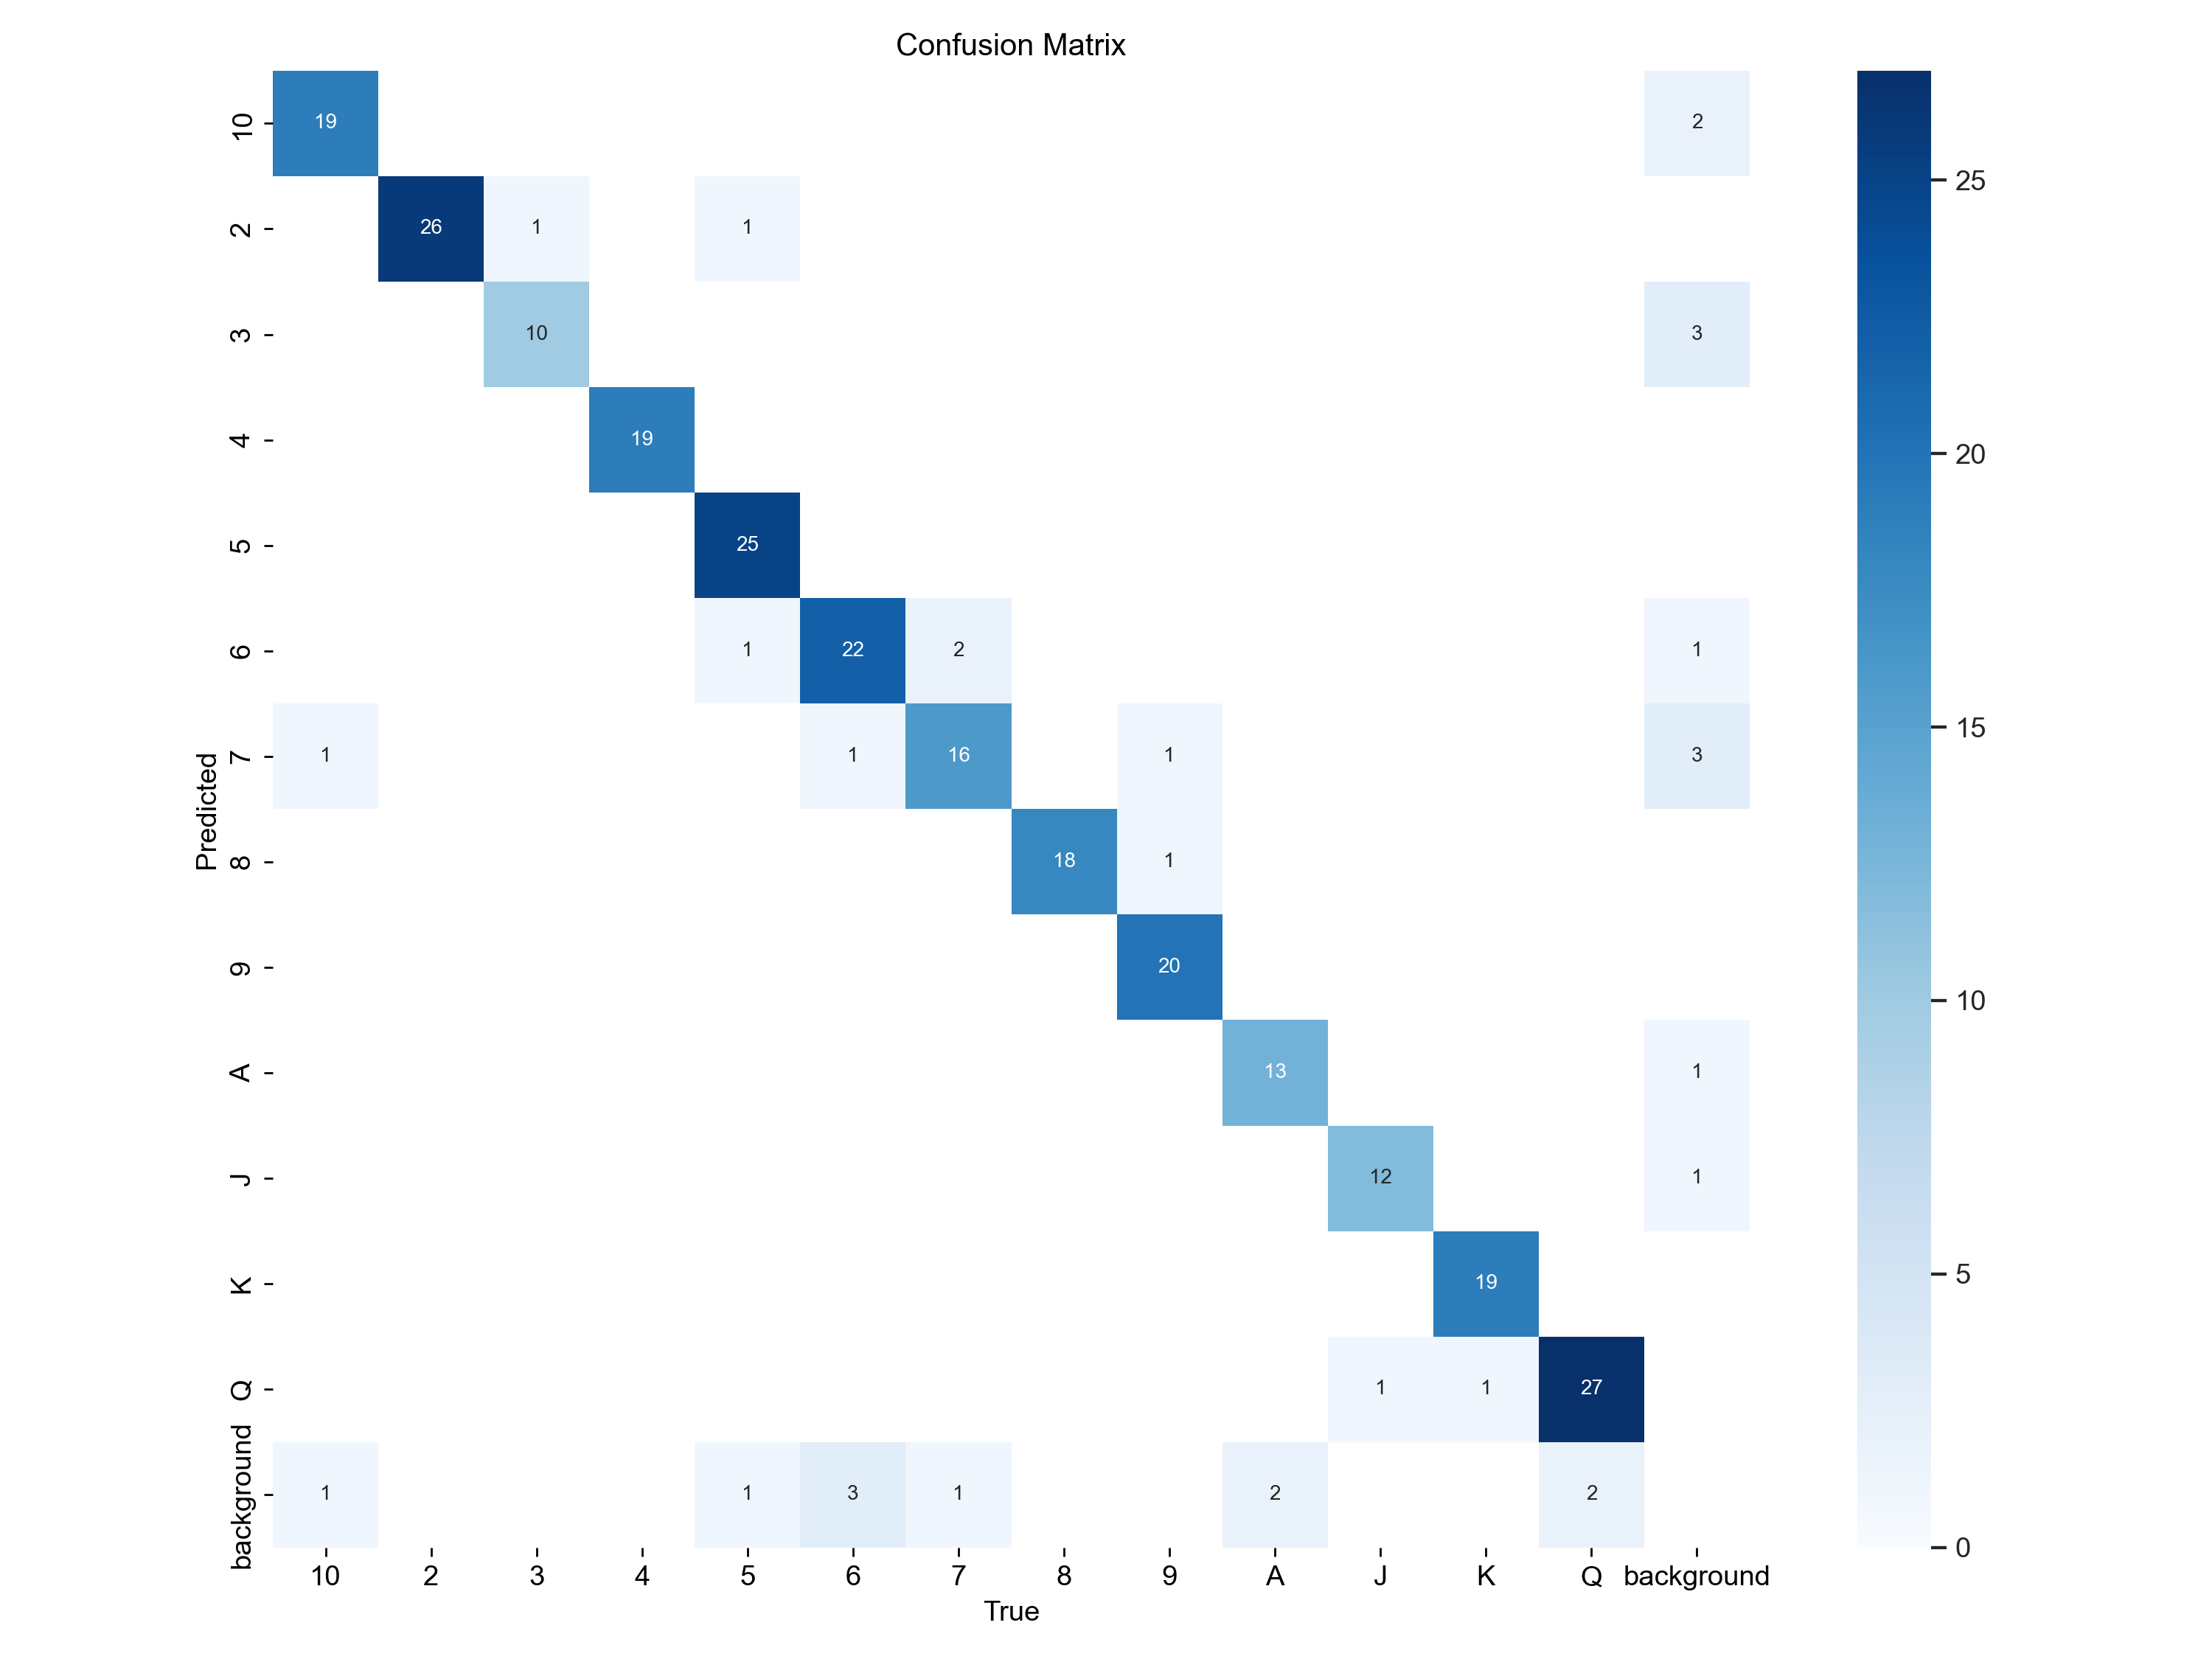 Confusion Matrix
10 19 2
2 26 1 1 25
3 10 3
4 19 20
5 25
6 1 22 2 1
7 1 1 16 1 3 15
Predicted
8 18 1
9 20
10
A 13 1
J 12 1
K 19 5
Q 1 1 27
background 1 1 3 1 2 2
0
10 2 3 4 5 6 7 8 9 A J K Q background
True